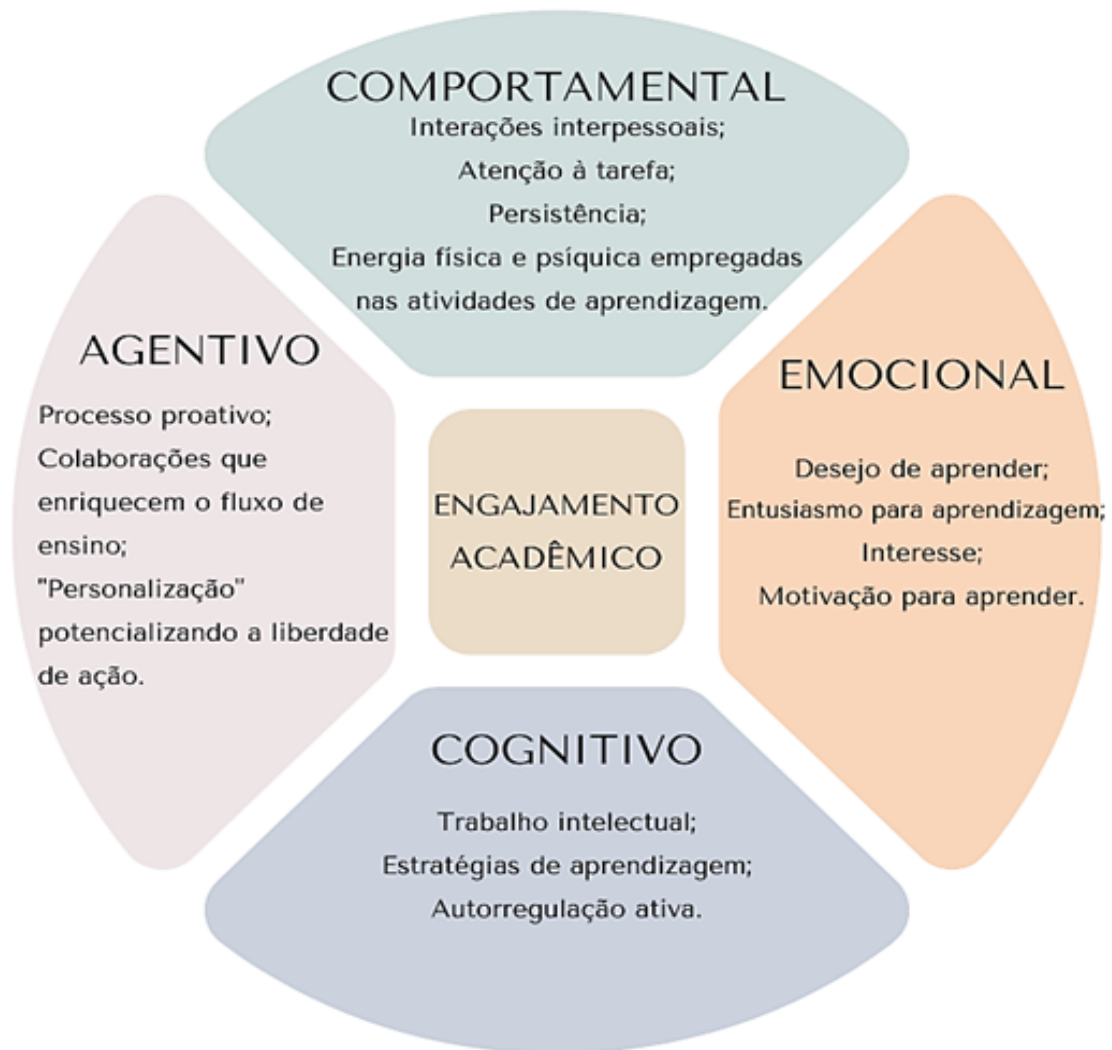 COMPORTAMENTAL
Interações interpessoais;
Atenção à tarefa;
Persistência;
Energia física e psíquica empregadas
nas atividades de aprendizagem.
AGENTIVO
Processo proativo;
Colaborações que
enriquecem o fluxo de
ensino;
"Personalização"
potencializando a liberdade
de ação.
ENGAJAMENTO
ACADÊMICO
EMOCIONAL
Desejo de aprender;
Entusiasmo para aprendizagem;
Interesse;
Motivação para aprender.
COGNITIVO
Trabalho intelectual;
Estratégias de aprendizagem;
Autorregulação ativa.